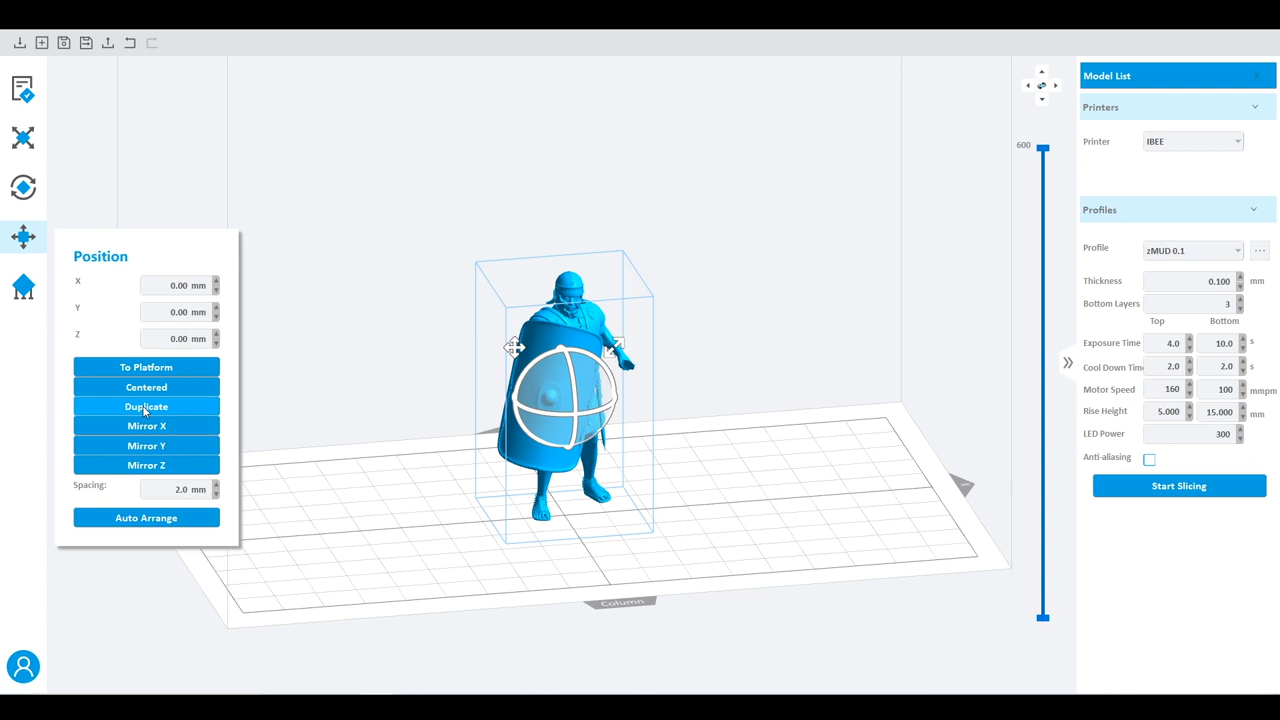 600
Position
X 0.00 mm
Y 0.00 mm
Z 0.00 mm
To Platform
Centered
Duplicate
Mirror X
Mirror Y
Mirror Z
Spacing: 2.0 mm
Auto Arrange
Column
Model List
Printers
Printer IBEE
Profiles
Profile zMUD 0.1 ...
Thickness 0.100 mm
Bottom Layers 3
Top Bottom
Exposure Time 4.0 10.0 s
Cool Down Time 2.0 2.0 s
Motor Speed 160 100 mmpm
Rise Height 5.000 15.000 mm
LED Power 300
Anti-aliasing
Start Slicing